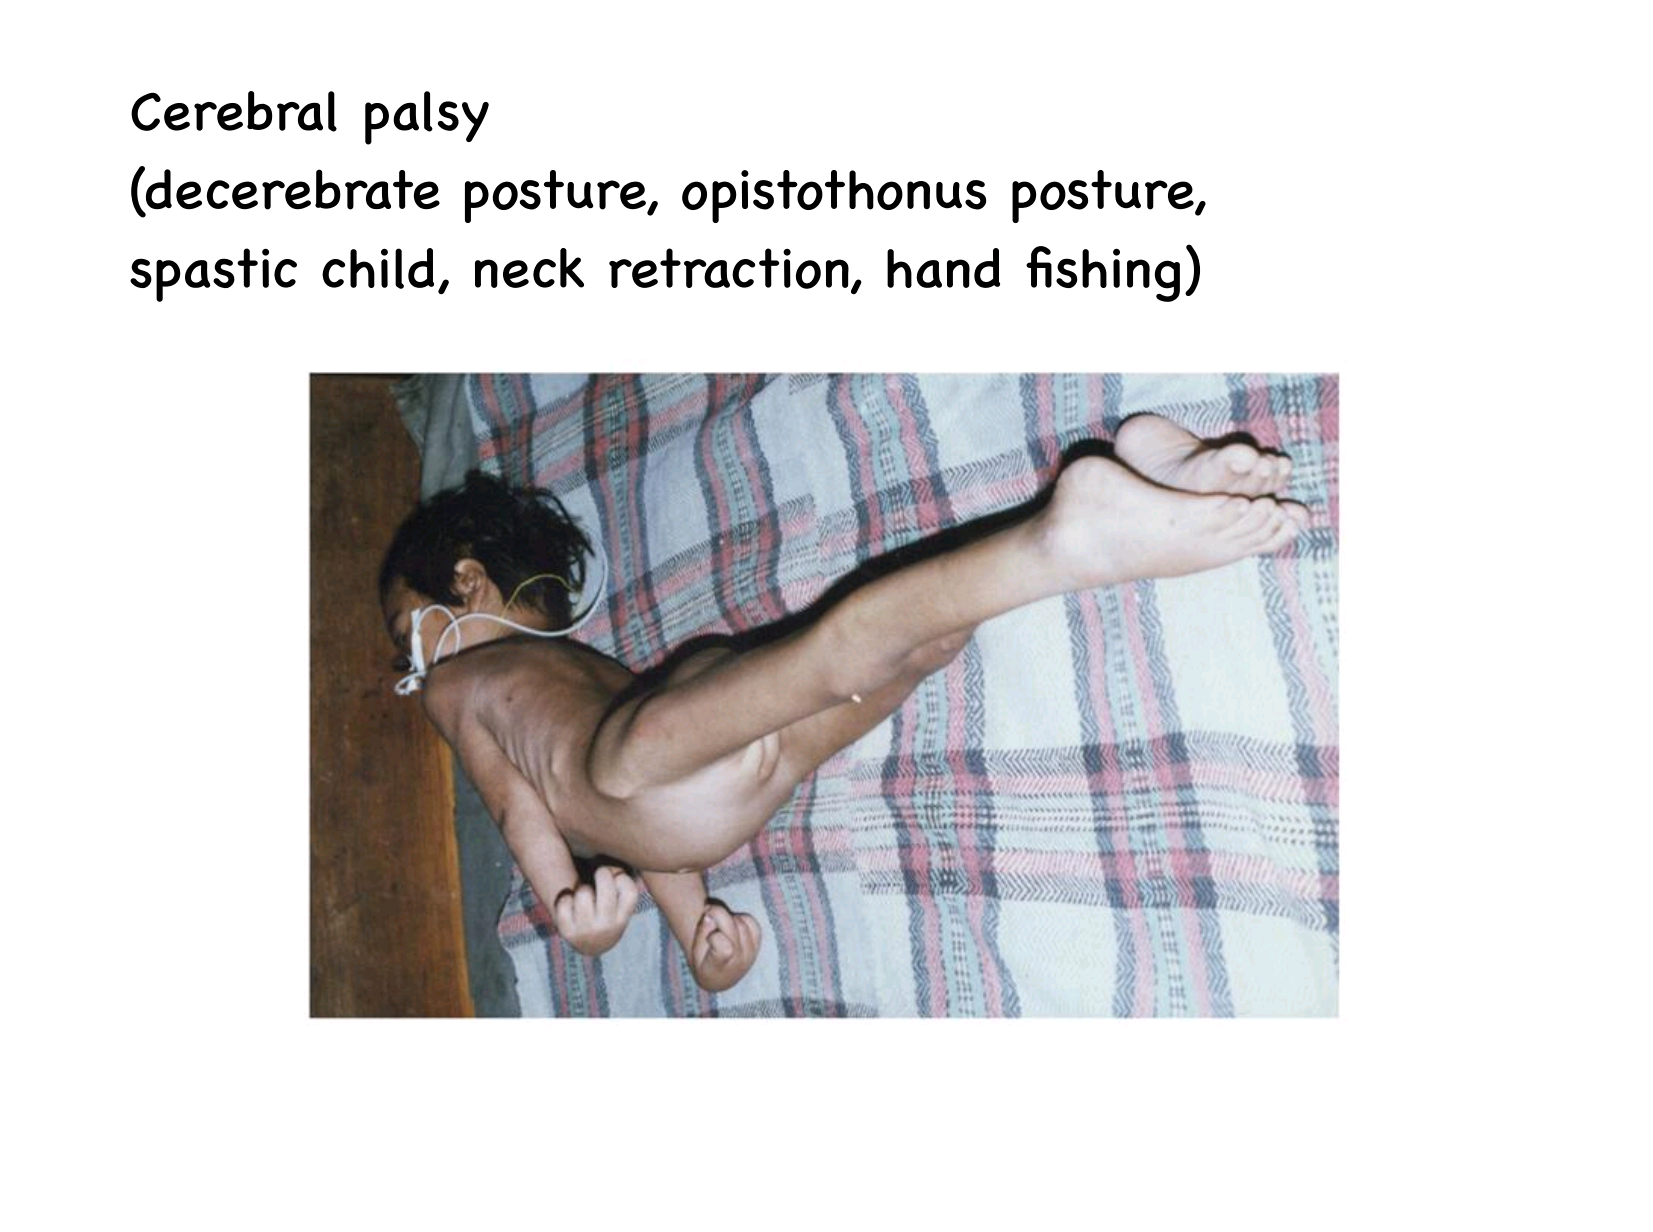 Cerebral palsy
(decerebrate posture, opistothonus posture,
spastic child, neck retraction, hand fishing)